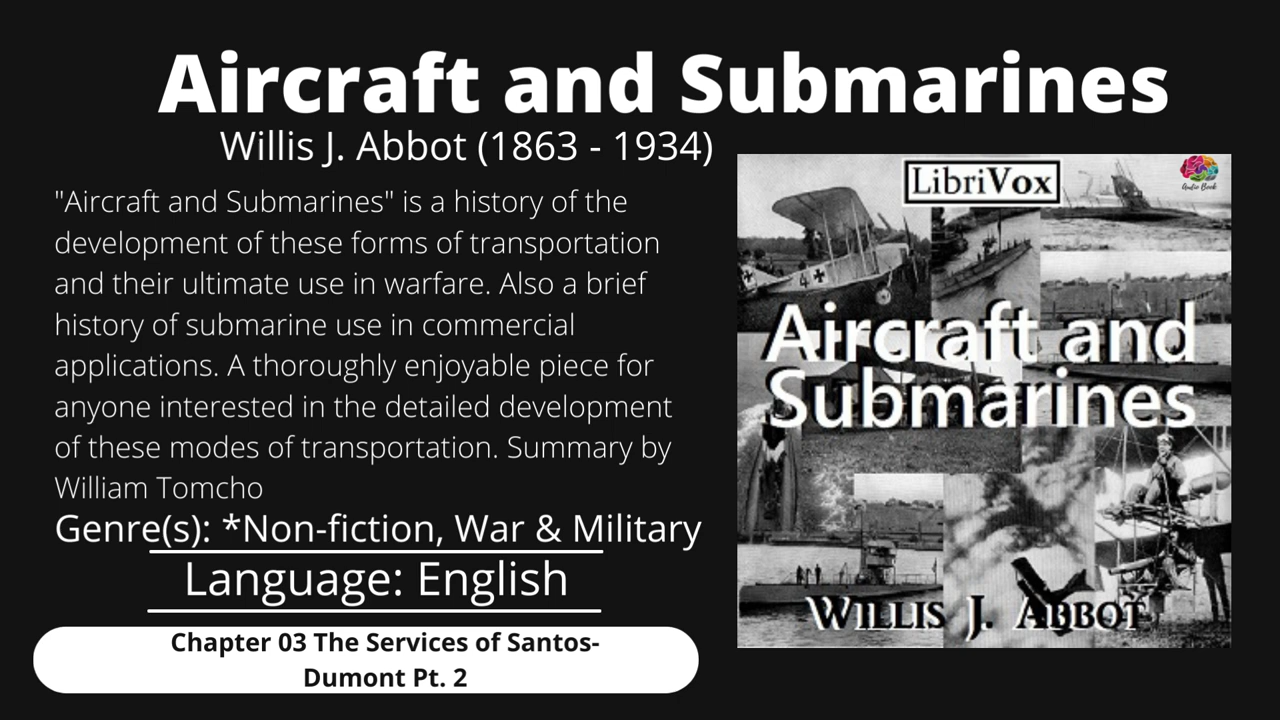 Aircraft and Submarines
Willis J. Abbot (1863 - 1934)
"Aircraft and Submarines" is a history of the
development of these forms of transportation
and their ultimate use in warfare. Also a brief
history of submarine use in commercial
applications. A thoroughly enjoyable piece for
anyone interested in the detailed development
of these modes of transportation. Summary by
William Tomcho
Genre(s): *Non-fiction, War & Military
Language: English
Chapter 03 The Services of Santos-
Dumont Pt. 2
LibriVox
Audio Book
4
Aircraft and
Submarines
WILLIS J. ABBOT